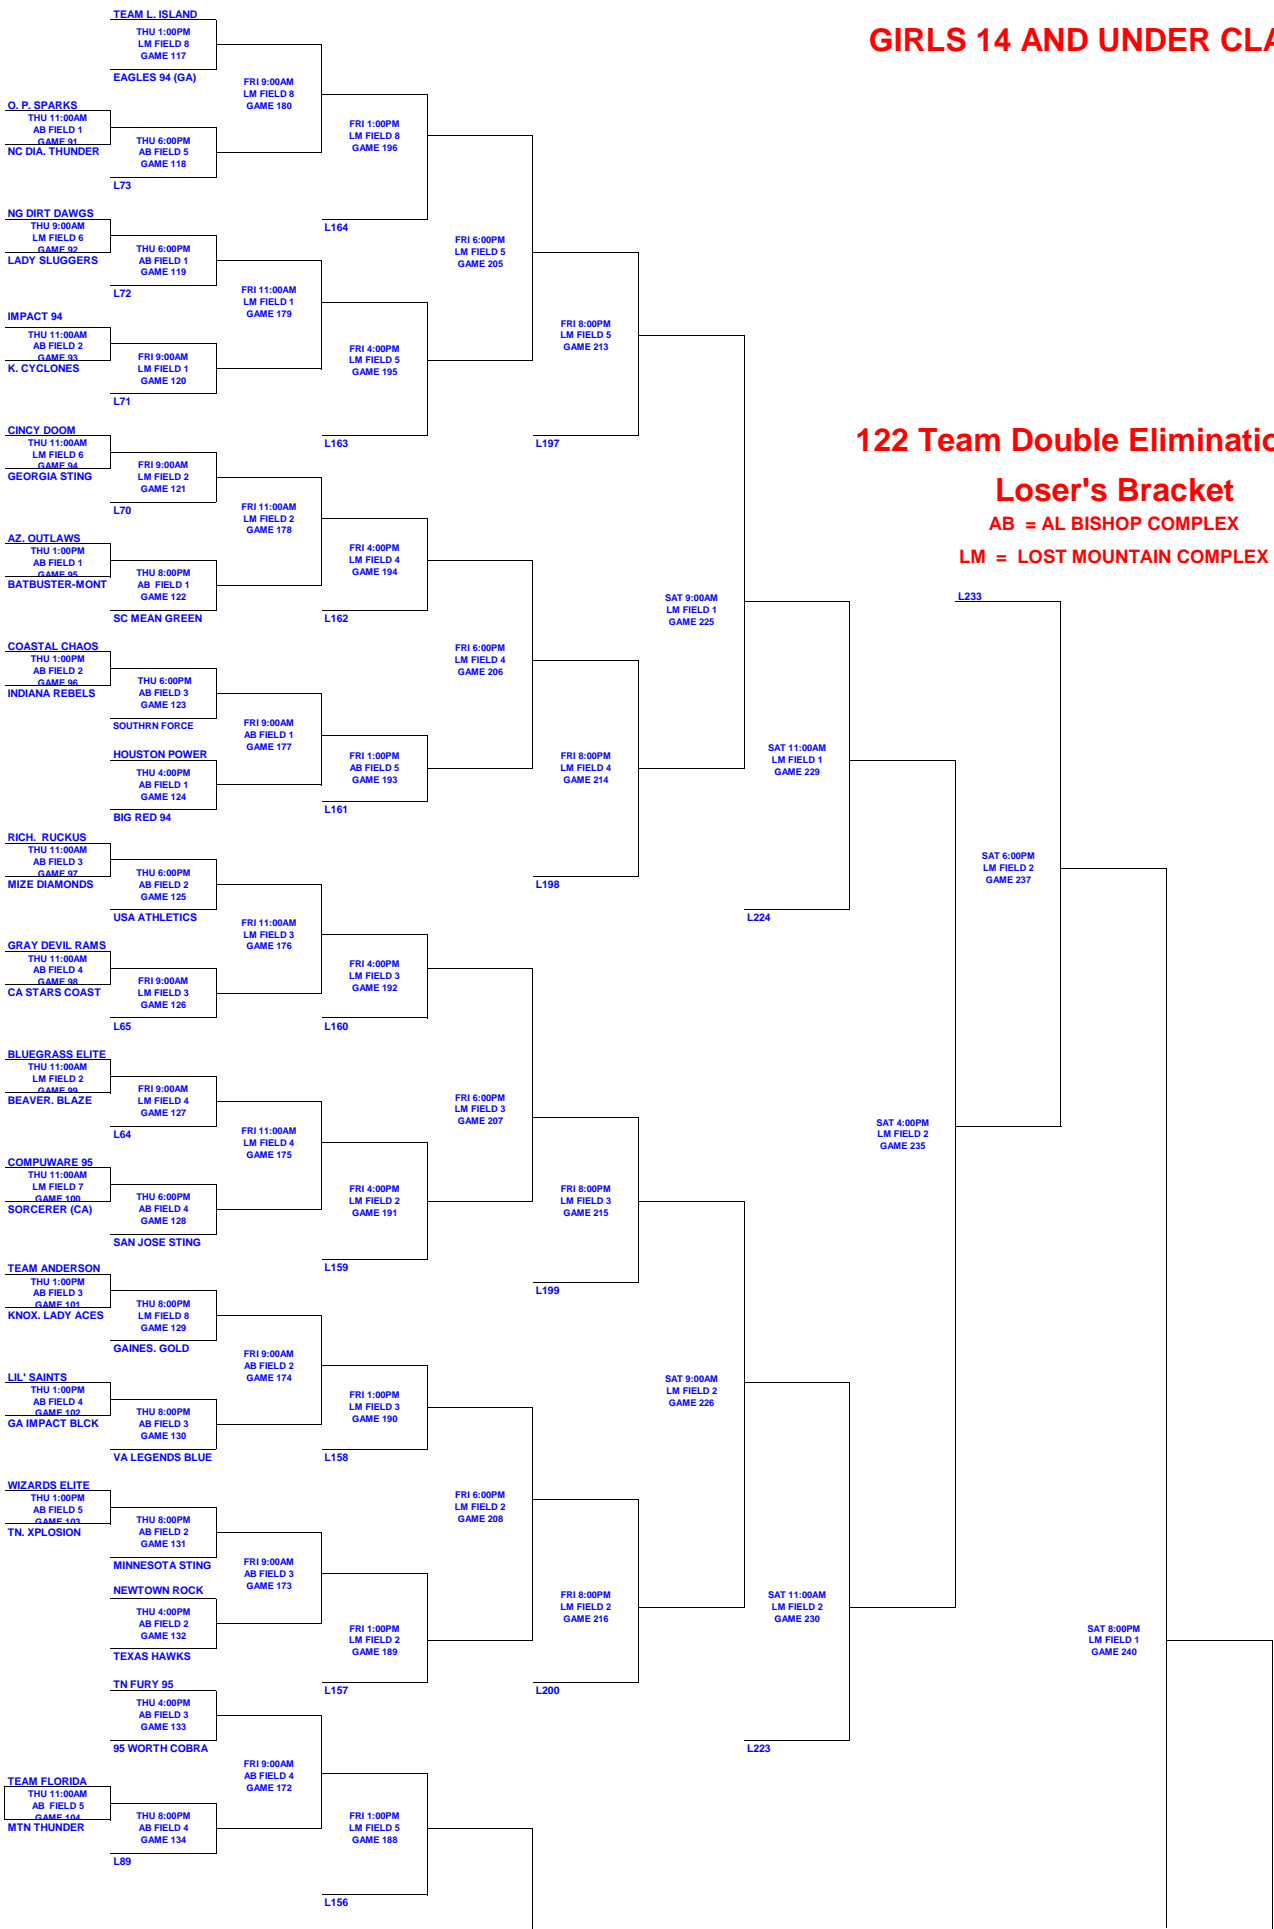 GIRLS 14 AND UNDER CLA
122 Team Double Eliminatio
Loser's Bracket
AB = AL BISHOP COMPLEX
LM = LOST MOUNTAIN COMPLEX
TEAM L. ISLAND
THU 1:00PM
LM FIELD 8
GAME 117
EAGLES 94 (GA)
O. P. SPARKS
THU 11:00AM
AB FIELD 1
GAME 91
NC DIA. THUNDER
THU 6:00PM
AB FIELD 5
GAME 118
L73
NG DIRT DAWGS
THU 9:00AM
LM FIELD 6
GAME 92
LADY SLUGGERS
THU 6:00PM
AB FIELD 1
GAME 119
L72
IMPACT 94
THU 11:00AM
AB FIELD 2
GAME 93
K. CYCLONES
FRI 9:00AM
LM FIELD 1
GAME 120
L71
CINCY DOOM
THU 11:00AM
LM FIELD 6
GAME 94
GEORGIA STING
FRI 9:00AM
LM FIELD 2
GAME 121
L70
AZ. OUTLAWS
THU 1:00PM
AB FIELD 1
GAME 95
BATBUSTER-MONT
THU 8:00PM
AB FIELD 1
GAME 122
SC MEAN GREEN
COASTAL CHAOS
THU 1:00PM
AB FIELD 2
GAME 96
INDIANA REBELS
THU 6:00PM
AB FIELD 3
GAME 123
SOUTHRN FORCE
HOUSTON POWER
THU 4:00PM
AB FIELD 1
GAME 124
BIG RED 94
RICH. RUCKUS
THU 11:00AM
AB FIELD 3
GAME 97
MIZE DIAMONDS
THU 6:00PM
AB FIELD 2
GAME 125
USA ATHLETICS
GRAY DEVIL RAMS
THU 11:00AM
AB FIELD 4
GAME 98
CA STARS COAST
FRI 9:00AM
LM FIELD 3
GAME 126
L65
BLUEGRASS ELITE
THU 11:00AM
LM FIELD 2
GAME 99
BEAVER. BLAZE
FRI 9:00AM
LM FIELD 4
GAME 127
L64
COMPUWARE 95
THU 11:00AM
LM FIELD 7
GAME 100
SORCERER (CA)
THU 6:00PM
AB FIELD 4
GAME 128
SAN JOSE STING
TEAM ANDERSON
THU 1:00PM
AB FIELD 3
GAME 101
KNOX. LADY ACES
THU 8:00PM
LM FIELD 8
GAME 129
GAINES. GOLD
LIL' SAINTS
THU 1:00PM
AB FIELD 4
GAME 102
GA IMPACT BLCK
THU 8:00PM
AB FIELD 3
GAME 130
VA LEGENDS BLUE
WIZARDS ELITE
THU 1:00PM
AB FIELD 5
GAME 103
TN. XPLOSION
THU 8:00PM
AB FIELD 2
GAME 131
MINNESOTA STING
NEWTOWN ROCK
THU 4:00PM
AB FIELD 2
GAME 132
TEXAS HAWKS
TN FURY 95
THU 4:00PM
AB FIELD 3
GAME 133
95 WORTH COBRA
TEAM FLORIDA
THU 11:00AM
AB FIELD 5
GAME 104
MTN THUNDER
THU 8:00PM
AB FIELD 4
GAME 134
L89
FRI 9:00AM
LM FIELD 8
GAME 180
FRI 11:00AM
LM FIELD 1
GAME 179
FRI 11:00AM
LM FIELD 2
GAME 178
FRI 9:00AM
AB FIELD 1
GAME 177
FRI 11:00AM
LM FIELD 3
GAME 176
FRI 11:00AM
LM FIELD 4
GAME 175
FRI 9:00AM
AB FIELD 2
GAME 174
FRI 9:00AM
AB FIELD 3
GAME 173
FRI 9:00AM
AB FIELD 4
GAME 172
FRI 1:00PM
LM FIELD 8
GAME 196
L164
FRI 4:00PM
LM FIELD 5
GAME 195
L163
FRI 4:00PM
LM FIELD 4
GAME 194
L162
FRI 1:00PM
AB FIELD 5
GAME 193
L161
FRI 4:00PM
LM FIELD 3
GAME 192
L160
FRI 4:00PM
LM FIELD 2
GAME 191
L159
FRI 1:00PM
LM FIELD 3
GAME 190
L158
FRI 1:00PM
LM FIELD 2
GAME 189
L157
FRI 1:00PM
LM FIELD 5
GAME 188
L156
FRI 6:00PM
LM FIELD 5
GAME 205
FRI 6:00PM
LM FIELD 4
GAME 206
FRI 6:00PM
LM FIELD 3
GAME 207
FRI 6:00PM
LM FIELD 2
GAME 208
FRI 8:00PM
LM FIELD 5
GAME 213
L197
FRI 8:00PM
LM FIELD 4
GAME 214
L198
FRI 8:00PM
LM FIELD 3
GAME 215
L199
FRI 8:00PM
LM FIELD 2
GAME 216
L200
SAT 9:00AM
LM FIELD 1
GAME 225
SAT 9:00AM
LM FIELD 2
GAME 226
SAT 11:00AM
LM FIELD 1
GAME 229
L224
SAT 11:00AM
LM FIELD 2
GAME 230
L223
SAT 4:00PM
LM FIELD 2
GAME 235
L233
SAT 6:00PM
LM FIELD 2
GAME 237
SAT 8:00PM
LM FIELD 1
GAME 240